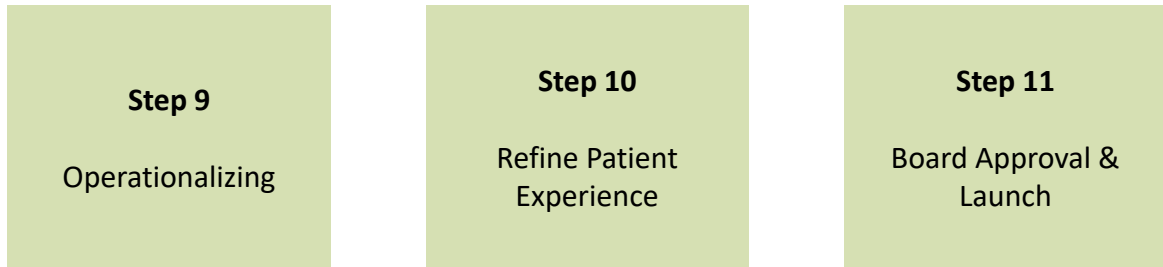 Step 9
Operationalizing
Step 10
Refine Patient
Experience
Step 11
Board Approval &
Launch